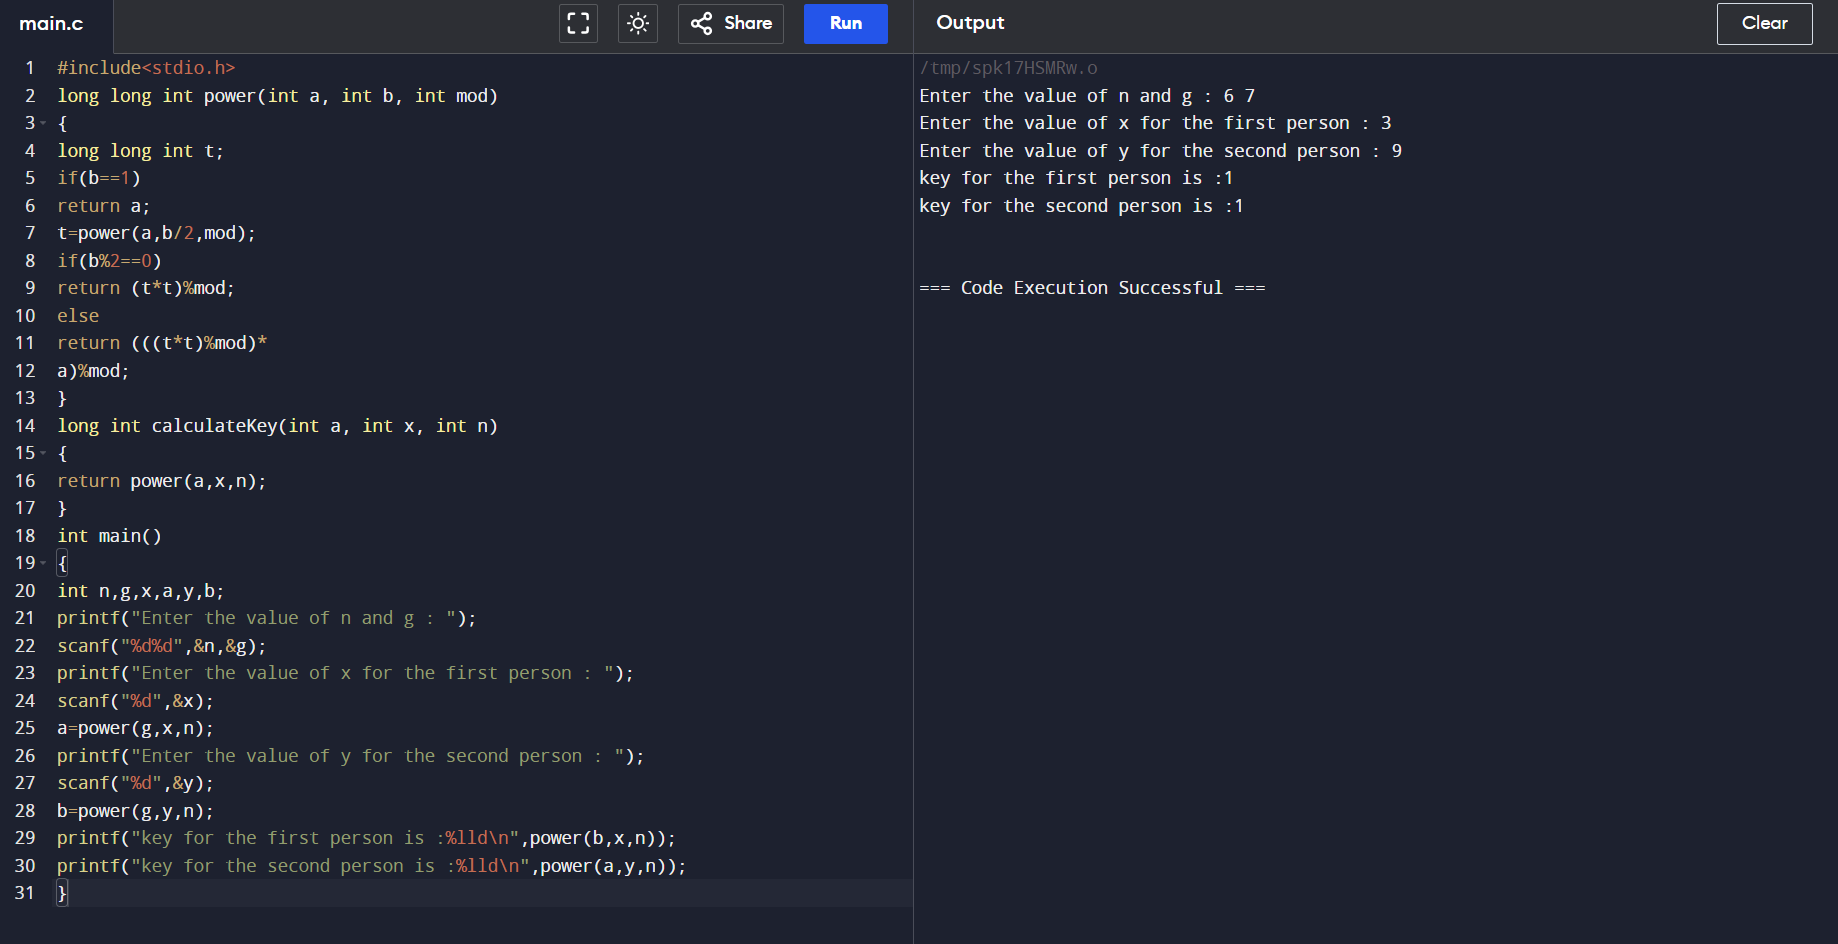 main.c
Share
Run
Output
Clear
1 #include<stdio.h>
2 long long int power(int a, int b, int mod)
3 {
4 long long int t;
5 if(b==1)
6 return a;
7 t=power(a,b/2,mod);
8 if(b%2==0)
9 return (t*t)%mod;
10 else
11 return (((t*t)%mod)*
12 a)%mod;
13 }
14 long int calculateKey(int a, int x, int n)
15 {
16 return power(a,x,n);
17 }
18 int main()
19 {
20 int n,g,x,a,y,b;
21 printf("Enter the value of n and g : ");
22 scanf("%d%d",&n,&g);
23 printf("Enter the value of x for the first person : ");
24 scanf("%d",&x);
25 a=power(g,x,n);
26 printf("Enter the value of y for the second person : ");
27 scanf("%d",&y);
28 b=power(g,y,n);
29 printf("key for the first person is :%lld\n",power(b,x,n));
30 printf("key for the second person is :%lld\n",power(a,y,n));
31 }
/tmp/spk17HSMRw.o
Enter the value of n and g : 6 7
Enter the value of x for the first person : 3
Enter the value of y for the second person : 9
key for the first person is :1
key for the second person is :1
=== Code Execution Successful ===